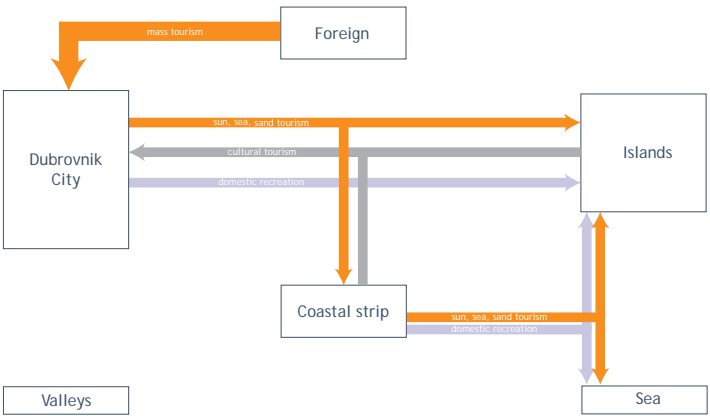 Foreign
mass tourism
Dubrovnik
City
sun, sea, sand tourism
cultural tourism
domestic recreation
Islands
Coastal strip
sun, sea, sand tourism
domestic recreation
Valleys
Sea